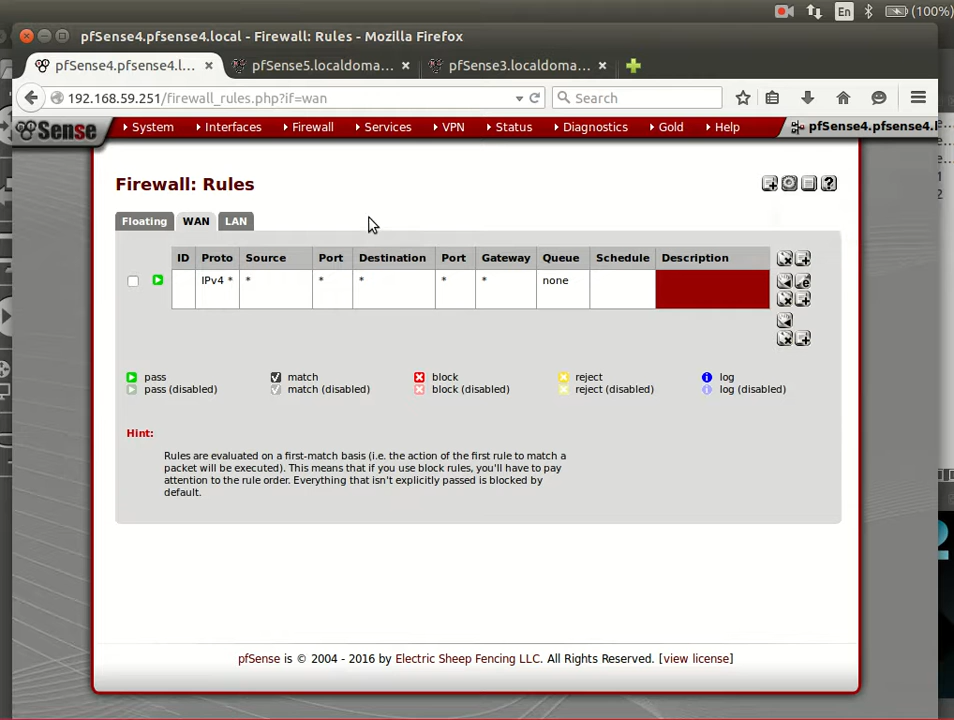 En
(100%)
pfSense4.pfsense4.local - Firewall: Rules - Mozilla Firefox
pfSense4.pfsense4.l...
pfSense5.localdoma...
pfSense3.localdoma...
192.168.59.251/firewall_rules.php?if=wan
Search
Sense
System
Interfaces
Firewall
Services
VPN
Status
Diagnostics
Gold
Help
pfSense4.pfsense4.l
Firewall: Rules
Floating
WAN
LAN
ID Proto Source Port Destination Port Gateway Queue Schedule Description
IPv4 * * * * * * none
pass match block reject log
pass (disabled) match (disabled) block (disabled) reject (disabled) log (disabled)
Hint:
Rules are evaluated on a first-match basis (i.e. the action of the first rule to match a
packet will be executed). This means that if you use block rules, you'll have to pay
attention to the rule order. Everything that isn't explicitly passed is blocked by
default.
pfSense is © 2004 - 2016 by Electric Sheep Fencing LLC. All Rights Reserved. [view license]